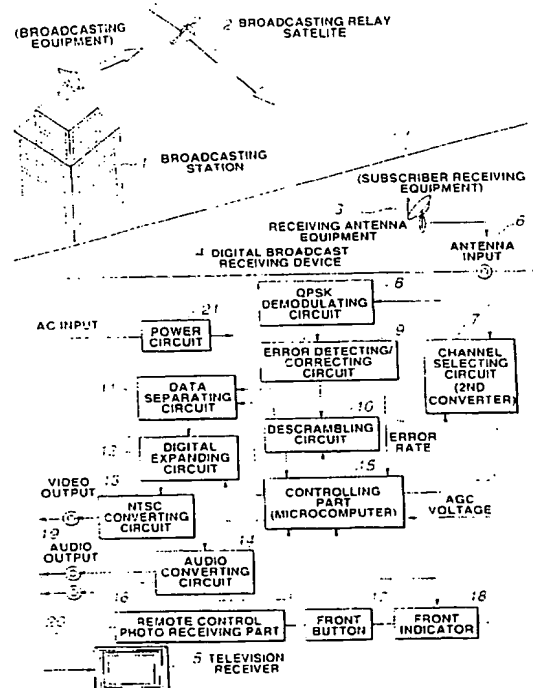 (BROADCASTING
EQUIPMENT)
2 BROADCASTING RELAY
SATELITE
1 BROADCASTING
STATION
(SUBSCRIBER RECEIVING
EQUIPMENT)
3
RECEIVING ANTENNA
EQUIPMENT
6
ANTENNA
INPUT
DIGITAL BROADCAST
RECEIVING DEVICE
8
QPSK
DEMODULATING
CIRCUIT
21
AC INPUT
POWER
CIRCUIT
9
ERROR DETECTING/
CORRECTING CIRCUIT
7
CHANNEL
SELECTING
CIRCUIT
(2ND
CONVERTER)
11
DATA
SEPARATING
CIRCUIT
10
DESCRAMBLING
CIRCUIT
ERROR
RATE
12
DIGITAL
EXPANDING
CIRCUIT
15
CONTROLLING
PART
(MICROCOMPUTER)
AGC
VOLTAGE
VIDEO
OUTPUT
13
NTSC
CONVERTING
CIRCUIT
19
AUDIO
OUTPUT
14
AUDIO
CONVERTING
CIRCUIT
16
REMOTE CONTROL
PHOTO RECEIVING PART
17
FRONT
BUTTON
18
FRONT
INDICATOR
20
5 TELEVISION
RECEIVER